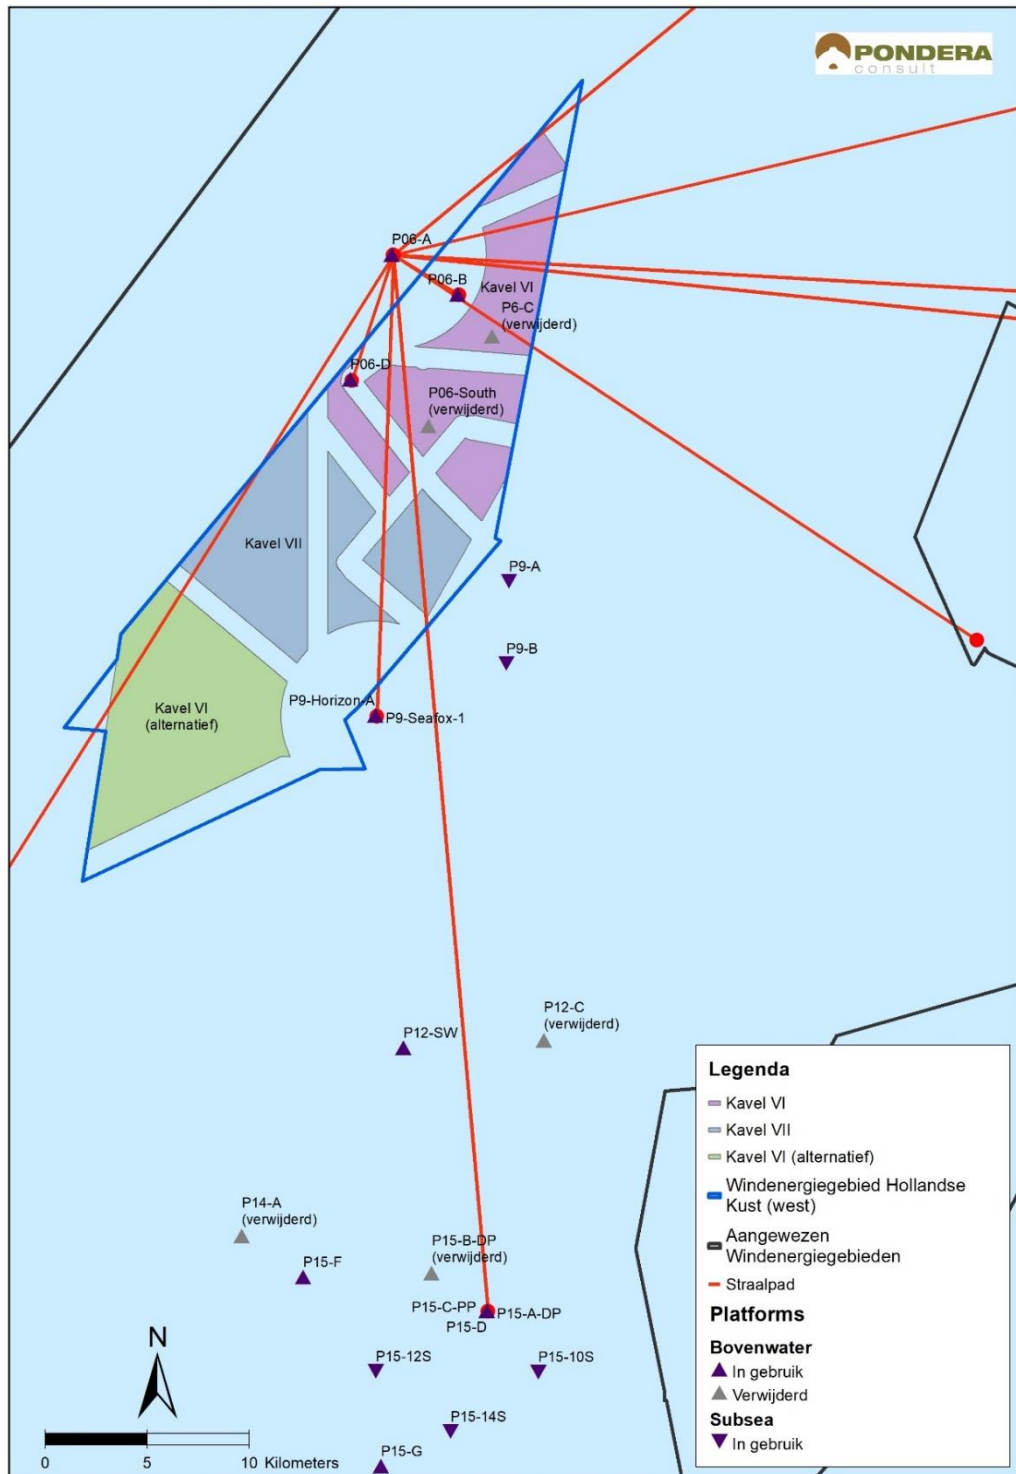 PONDERA
consult
P06-A
P06-B
Kavel VI
P6-C
(verwijderd)
P06-D
P06-South
(verwijderd)
Kavel VII
P9-A
P9-B
P9-Horizon-A
P9-Seafox-1
Kavel VI
(alternatief)
P12-SW
P12-C
(verwijderd)
P14-A
(verwijderd)
P15-F
P15-B-DP
(verwijderd)
P15-C-PP
P15-A-DP
P15-D
P15-12S
P15-10S
P15-14S
P15-G
N
0 5 10 Kilometers
Legenda
Kavel VI
Kavel VII
Kavel VI (alternatief)
Windenergiegebied Hollandse
Kust (west)
Aangewezen
Windenergiegebieden
Straalpad
Platforms
Bovenwater
In gebruik
Verwijderd
Subsea
In gebruik